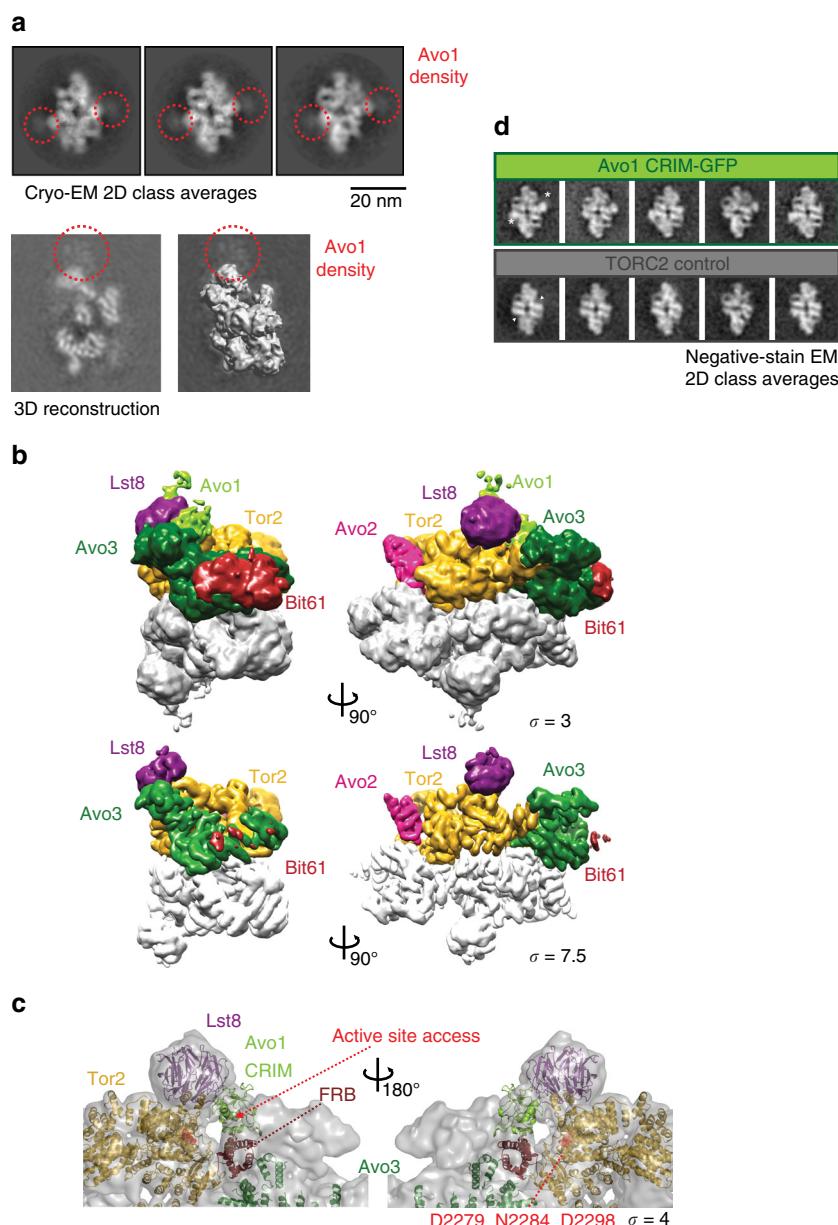 a
Avo1
density
Cryo-EM 2D class averages
20 nm
Avo1
density
3D reconstruction
d
Avo1 CRIM-GFP
*
*
TORC2 control
Negative-stain EM
2D class averages
b
Lst8
Avo1
Tor2
Avo3
Bit61
Lst8
Avo1
Avo2
Tor2
Avo3
Bit61
90°
σ = 3
Lst8
Tor2
Avo3
Bit61
Lst8
Avo2
Tor2
Avo3
Bit61
90°
σ = 7.5
c
Lst8
Avo1
CRIM
Active site access
Tor2
FRB
180°
Avo3
D2279 N2284 D2298
σ = 4